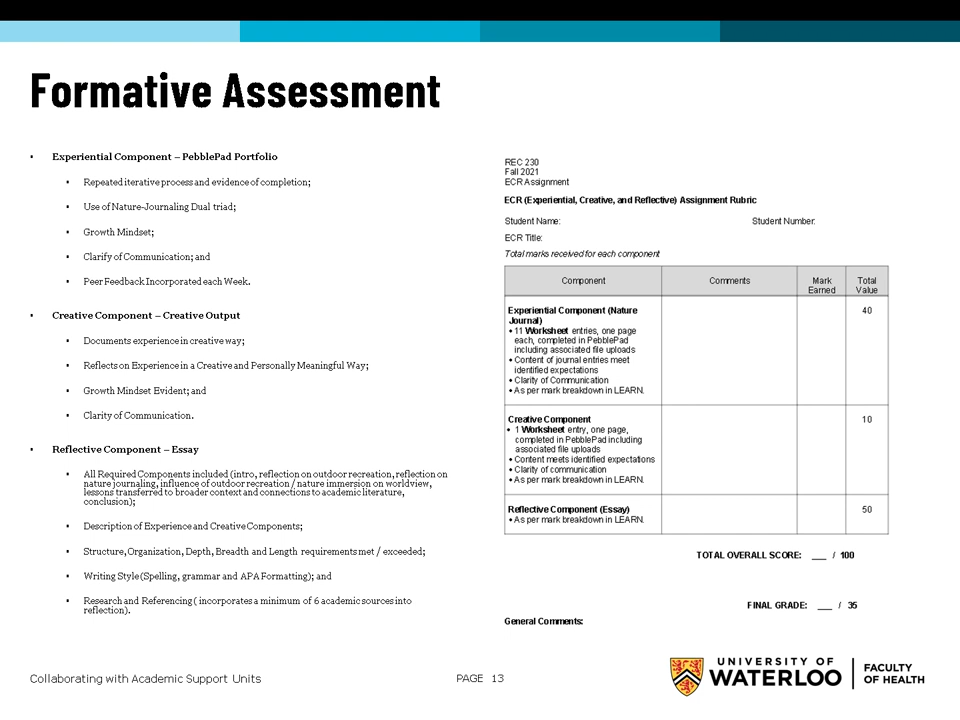 Formative Assessment
▪ Experiential Component – PebblePad Portfolio
▪ Repeated iterative process and evidence of completion;
▪ Use of Nature-Journaling Dual triad;
▪ Growth Mindset;
▪ Clarify of Communication; and
▪ Peer Feedback Incorporated each Week.
▪ Creative Component – Creative Output
▪ Documents experience in creative way;
▪ Reflects on Experience in a Creative and Personally Meaningful Way;
▪ Growth Mindset Evident; and
▪ Clarity of Communication.
▪ Reflective Component – Essay
▪ All Required Components included (intro, reflection on outdoor recreation, reflection on
nature journaling, influence of outdoor recreation / nature immersion on worldview,
lessons transferred to broader context and connections to academic literature,
conclusion);
▪ Description of Experience and Creative Components;
▪ Structure, Organization, Depth, Breadth and Length requirements met / exceeded;
▪ Writing Style (Spelling, grammar and APA Formatting); and
▪ Research and Referencing ( incorporates a minimum of 6 academic sources into
reflection).
REC 230
Fall 2021
ECR Assignment
ECR (Experiential, Creative, and Reflective) Assignment Rubric
Student Name: Student Number:
ECR Title:
Total marks received for each component
Component Comments Mark Earned Total Value
Experiential Component (Nature 40
Journal)
• 11 Worksheet entries, one page
each, completed in PebblePad
including associated file uploads
• Content of journal entries meet
identified expectations
• Clarity of Communication
• As per mark breakdown in LEARN.
Creative Component 10
• 1 Worksheet entry, one page,
completed in PebblePad including
associated file uploads
• Content meets identified expectations
• Clarity of communication
• As per mark breakdown in LEARN.
Reflective Component (Essay) 50
• As per mark breakdown in LEARN.
TOTAL OVERALL SCORE: ___ / 100
FINAL GRADE: ___ / 35
General Comments:
Collaborating with Academic Support Units
PAGE 13
UNIVERSITY OF
WATERLOO
FACULTY
OF HEALTH